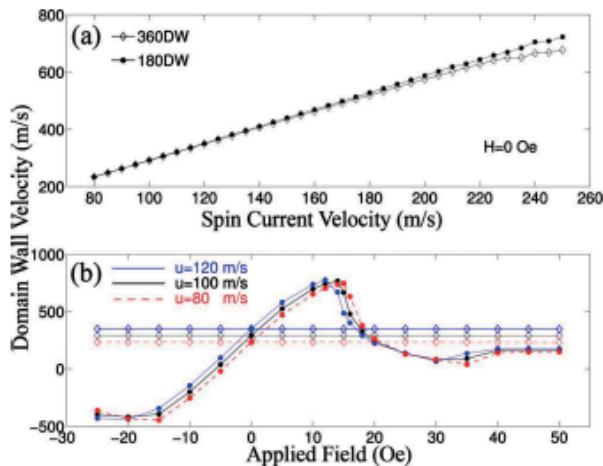 (a)
360DW
180DW
H=0 Oe
800
600
400
200
80 100 120 140 160 180 200 220 240 260
Spin Current Velocity (m/s)
Domain Wall Velocity (m/s)
(b)
u=120 m/s
u=100 m/s
u=80 m/s
1000
500
0
-500
-30 -20 -10 0 10 20 30 40 50 60
Applied Field (Oe)